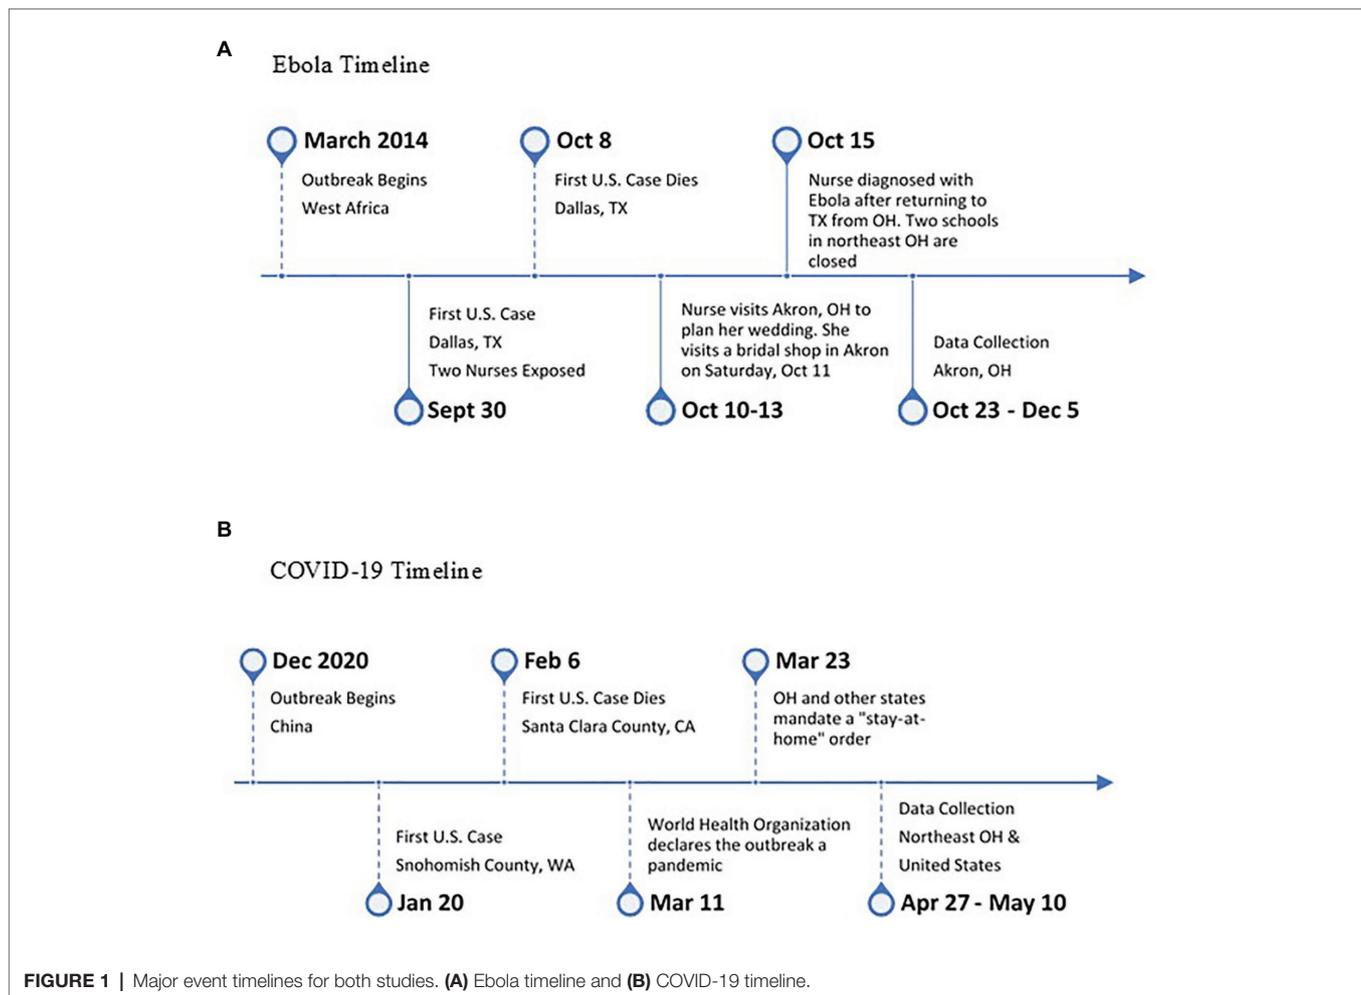 A
Ebola Timeline
March 2014
Outbreak Begins
West Africa
Oct 8
First U.S. Case Dies
Dallas, TX
Oct 15
Nurse diagnosed with
Ebola after returning to
TX from OH. Two schools
in northeast OH are
closed
First U.S. Case
Dallas, TX
Two Nurses Exposed
Sept 30
Nurse visits Akron, OH to
plan her wedding. She
visits a bridal shop in Akron
on Saturday, Oct 11
Oct 10-13
Data Collection
Akron, OH
Oct 23 - Dec 5
B
COVID-19 Timeline
Dec 2020
Outbreak Begins
China
Feb 6
First U.S. Case Dies
Santa Clara County, CA
Mar 23
OH and other states
mandate a "stay-at-
home" order
First U.S. Case
Snohomish County, WA
Jan 20
World Health Organization
declares the outbreak a
pandemic
Mar 11
Data Collection
Northeast OH &
United States
Apr 27 - May 10
FIGURE 1 | Major event timelines for both studies. (A) Ebola timeline and (B) COVID-19 timeline.